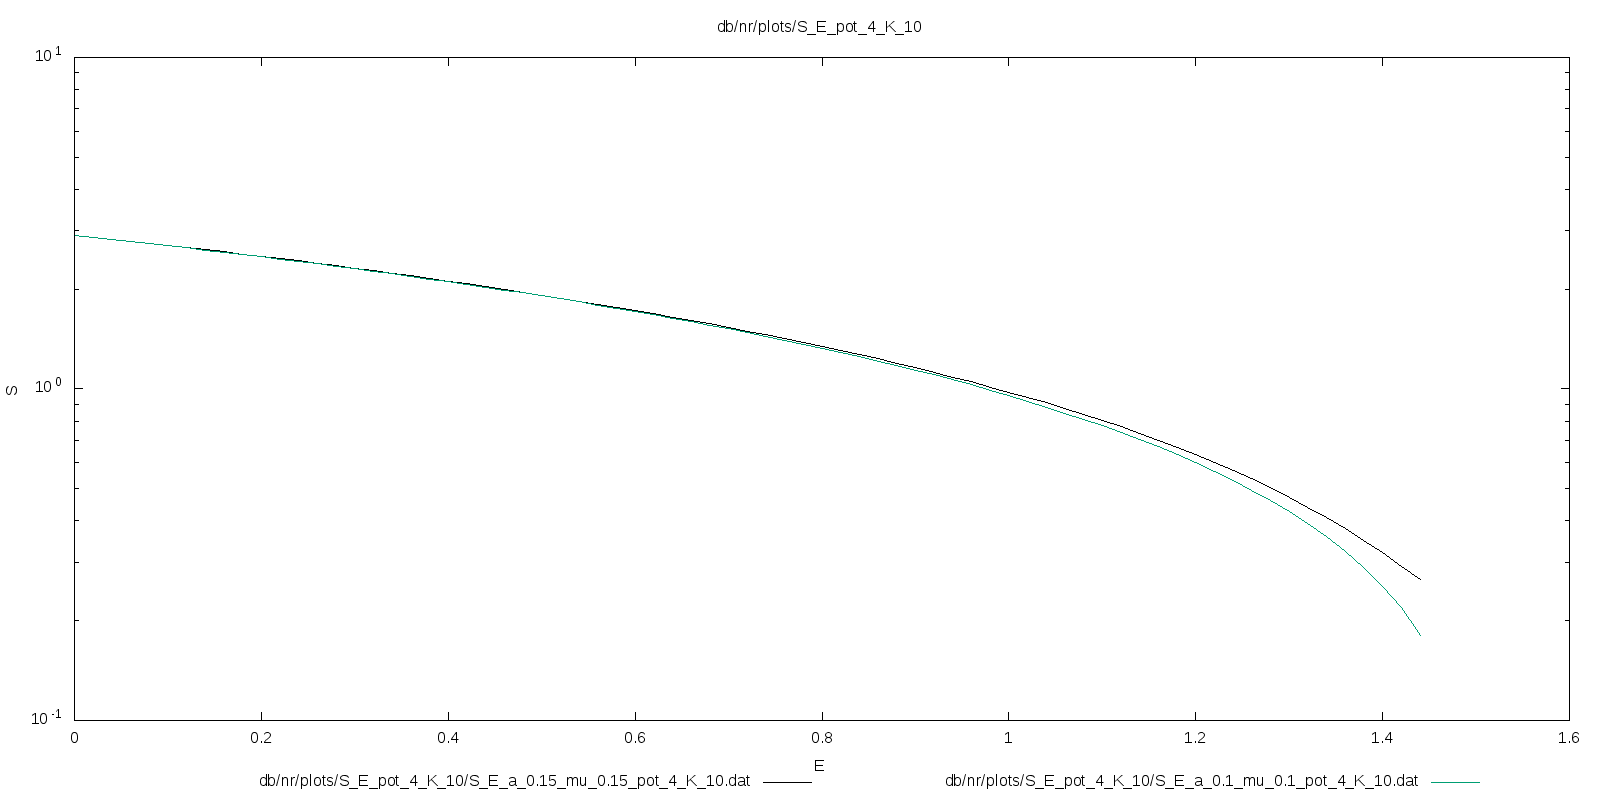 db/nr/plots/S_E_pot_4_K_10
10^1
10^0
10^-1
S
0 0.2 0.4 0.6 0.8 1 1.2 1.4 1.6
E
db/nr/plots/S_E_pot_4_K_10/S_E_a_0.15_mu_0.15_pot_4_K_10.dat db/nr/plots/S_E_pot_4_K_10/S_E_a_0.1_mu_0.1_pot_4_K_10.dat